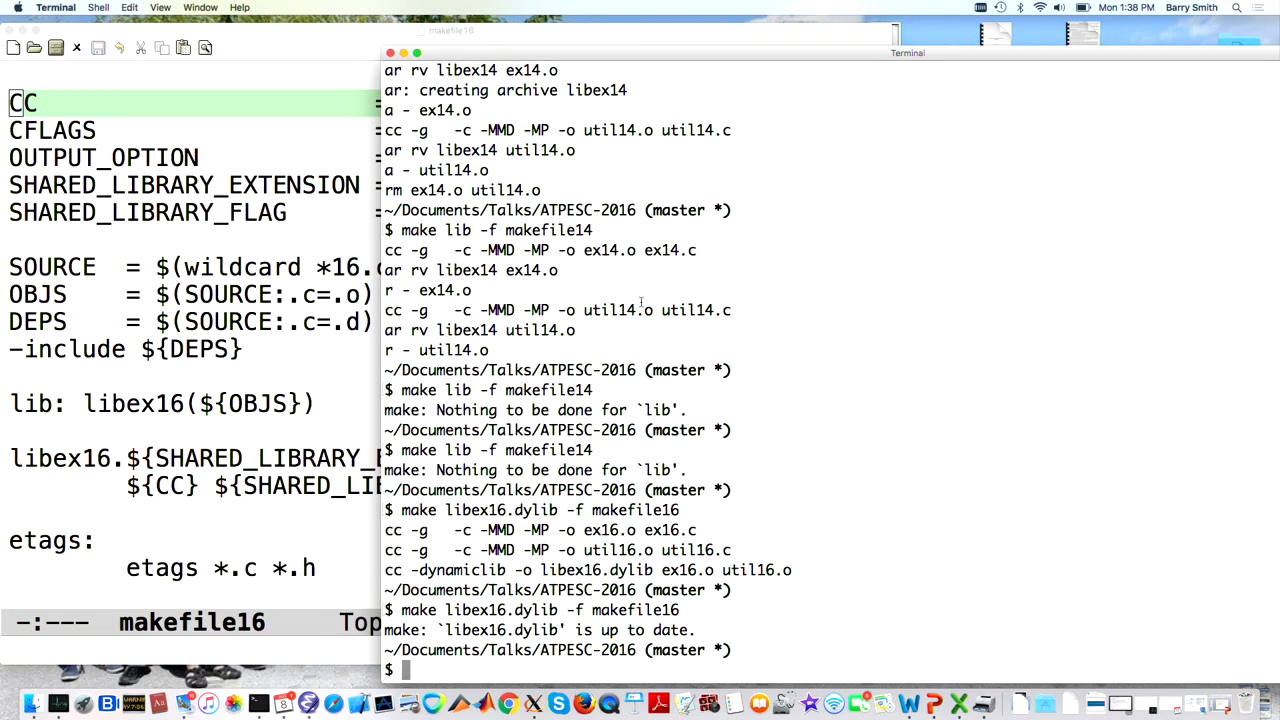 Terminal Shell Edit View Window Help
Mon 1:38 PM Barry Smith
makefile16
CC =
CFLAGS =
OUTPUT_OPTION =
SHARED_LIBRARY_EXTENSION =
SHARED_LIBRARY_FLAG =
SOURCE = $(wildcard *16.c
OBJS = $(SOURCE:.c=.o)
DEPS = $(SOURCE:.c=.d)
-include ${DEPS}
lib: libex16(${OBJS})
libex16.${SHARED_LIBRARY_E
${CC} ${SHARED_LI
etags:
etags *.c *.h
-:--- makefile16 Top
Terminal
ar rv libex14 ex14.o
ar: creating archive libex14
a - ex14.o
cc -g -c -MMD -MP -o util14.o util14.c
ar rv libex14 util14.o
a - util14.o
rm ex14.o util14.o
~/Documents/Talks/ATPESC-2016 (master *)
$ make lib -f makefile14
cc -g -c -MMD -MP -o ex14.o ex14.c
ar rv libex14 ex14.o
r - ex14.o
cc -g -c -MMD -MP -o util14.o util14.c
ar rv libex14 util14.o
r - util14.o
~/Documents/Talks/ATPESC-2016 (master *)
$ make lib -f makefile14
make: Nothing to be done for `lib'.
~/Documents/Talks/ATPESC-2016 (master *)
$ make lib -f makefile14
make: Nothing to be done for `lib'.
~/Documents/Talks/ATPESC-2016 (master *)
$ make libex16.dylib -f makefile16
cc -g -c -MMD -MP -o ex16.o ex16.c
cc -g -c -MMD -MP -o util16.o util16.c
cc -dynamiclib -o libex16.dylib ex16.o util16.o
~/Documents/Talks/ATPESC-2016 (master *)
$ make libex16.dylib -f makefile16
make: `libex16.dylib' is up to date.
~/Documents/Talks/ATPESC-2016 (master *)
$